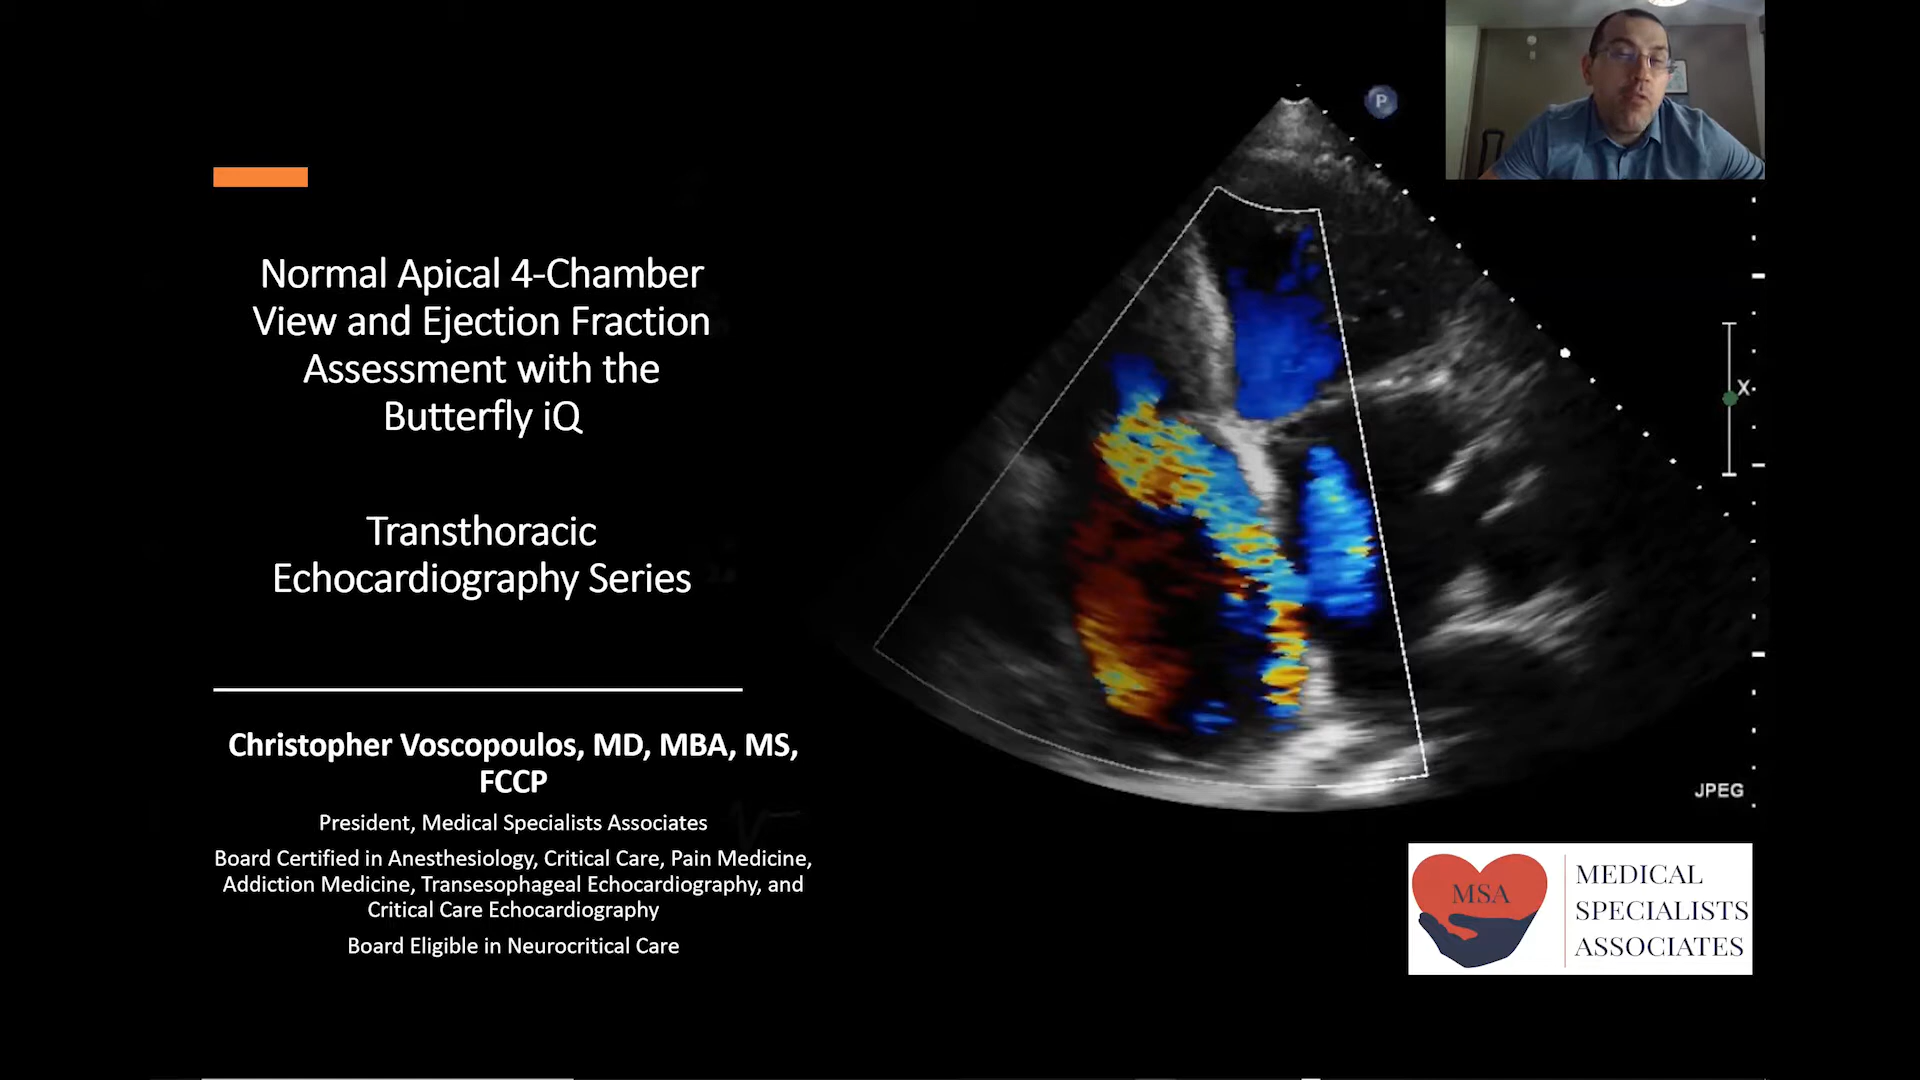 Normal Apical 4-Chamber
View and Ejection Fraction
Assessment with the
Butterfly iQ
Transthoracic
Echocardiography Series
Christopher Voscopoulos, MD, MBA, MS,
FCCP
President, Medical Specialists Associates
Board Certified in Anesthesiology, Critical Care, Pain Medicine,
Addiction Medicine, Transesophageal Echocardiography, and
Critical Care Echocardiography
Board Eligible in Neurocritical Care
P
X
JPEG
MSA
MEDICAL
SPECIALISTS
ASSOCIATES